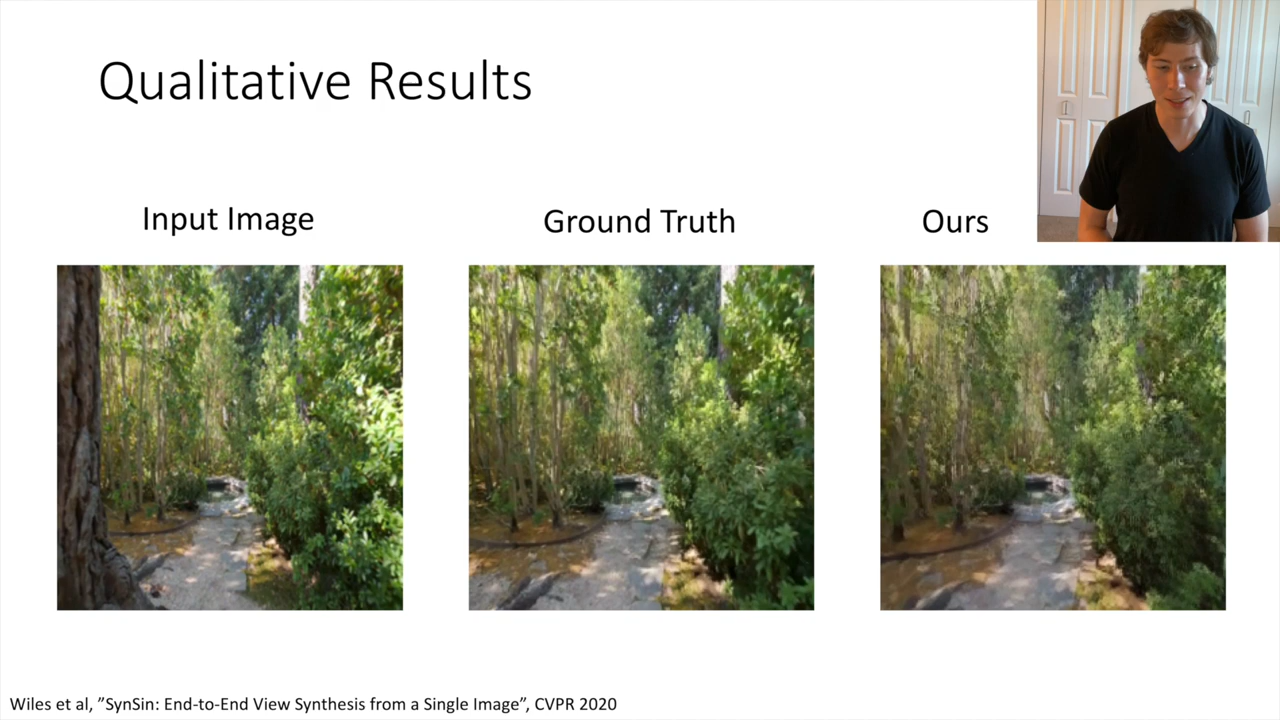 Qualitative Results
Input Image
Ground Truth
Ours
Wiles et al, ”SynSin: End-to-End View Synthesis from a Single Image”, CVPR 2020